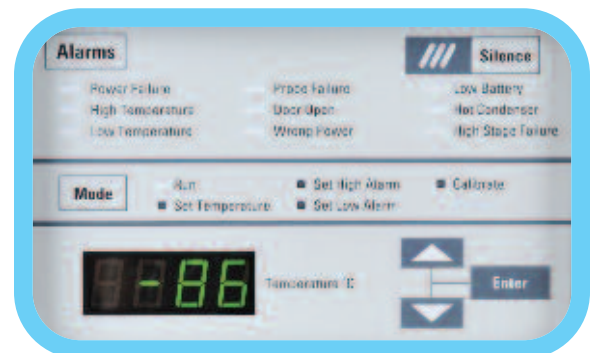 Alarms
Silence
Power Failure Probe Failure Low Battery
High Temperature Door Open Hot Condenser
Low Temperature Wrong Power High Stage Failure
Mode
Run Set High Alarm Calibrate
Set Temperature Set Low Alarm
-86 Temperature °C
Enter